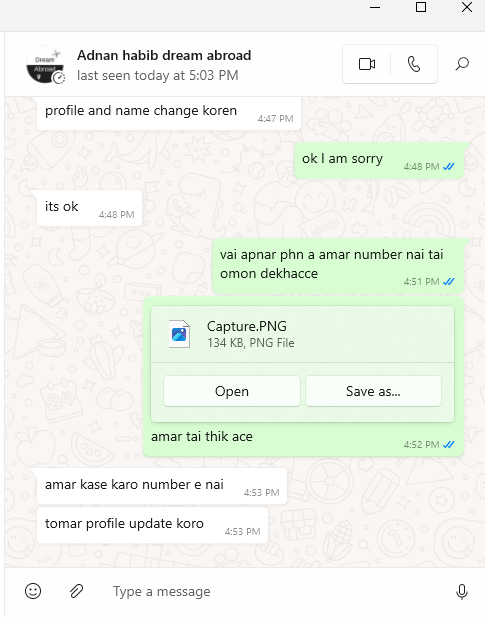 Adnan habib dream abroad
last seen today at 5:03 PM
Dream
Abroad
profile and name change koren
4:47 PM
ok I am sorry
4:48 PM
its ok
4:48 PM
vai apnar phn a amar number nai tai
omon dekhacce
4:51 PM
Capture.PNG
134 KB, PNG File
Open
Save as...
amar tai thik ace
4:52 PM
amar kase karo number e nai
4:53 PM
tomar profile update koro
4:53 PM
Type a message